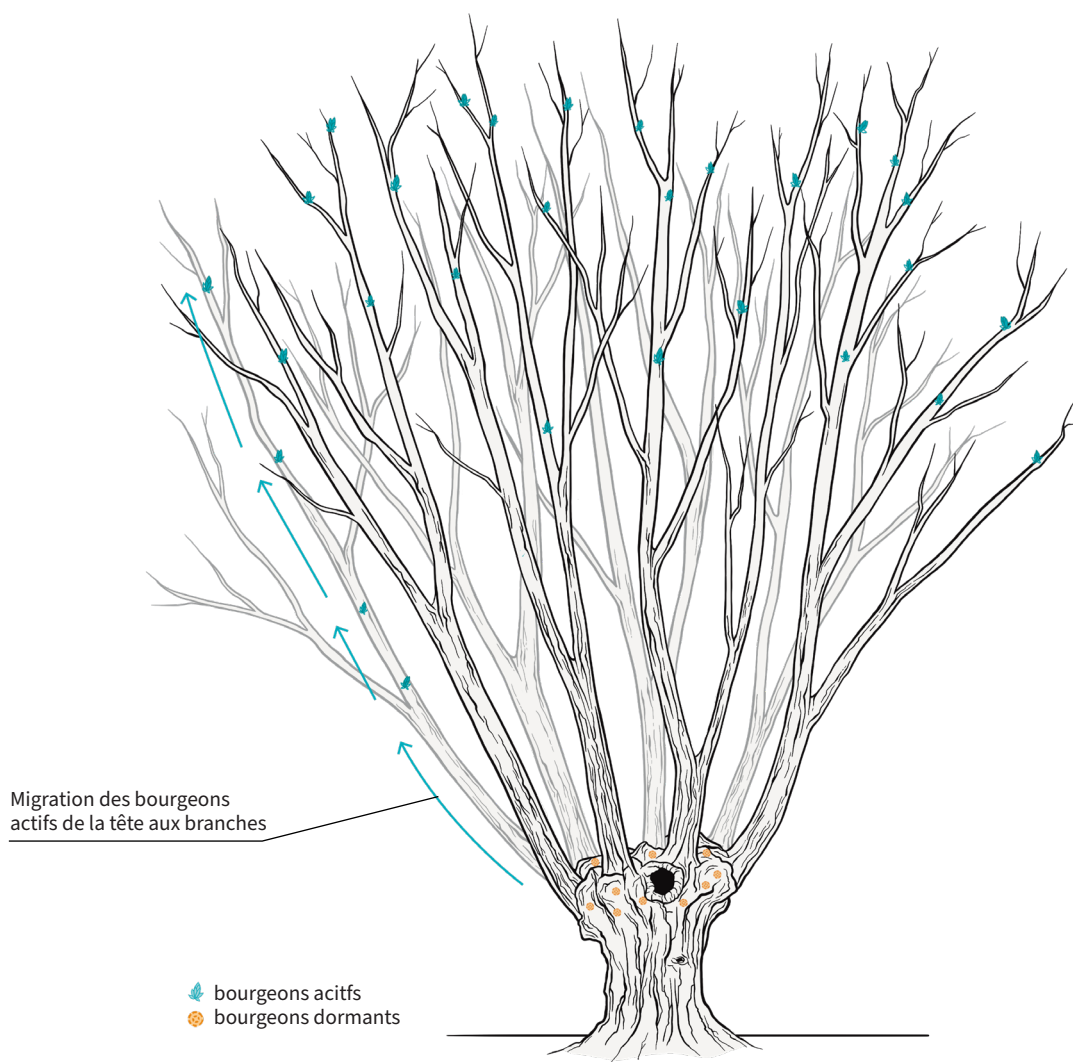 Migration des bourgeons
actifs de la tête aux branches
bourgeons acitfs
bourgeons dormants